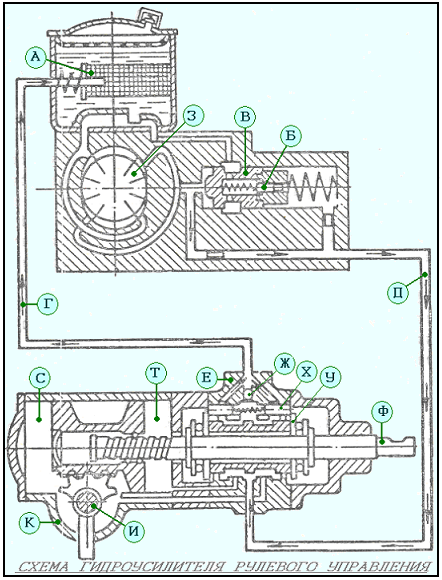 А
З
В
Б
Г
П
Е
Ж
Х
У
С
Т
Ф
К
И
СХЕМА ГИДРОУСИЛИТЕЛЯ РУЛЕВОГО УПРАВЛЕНИЯ